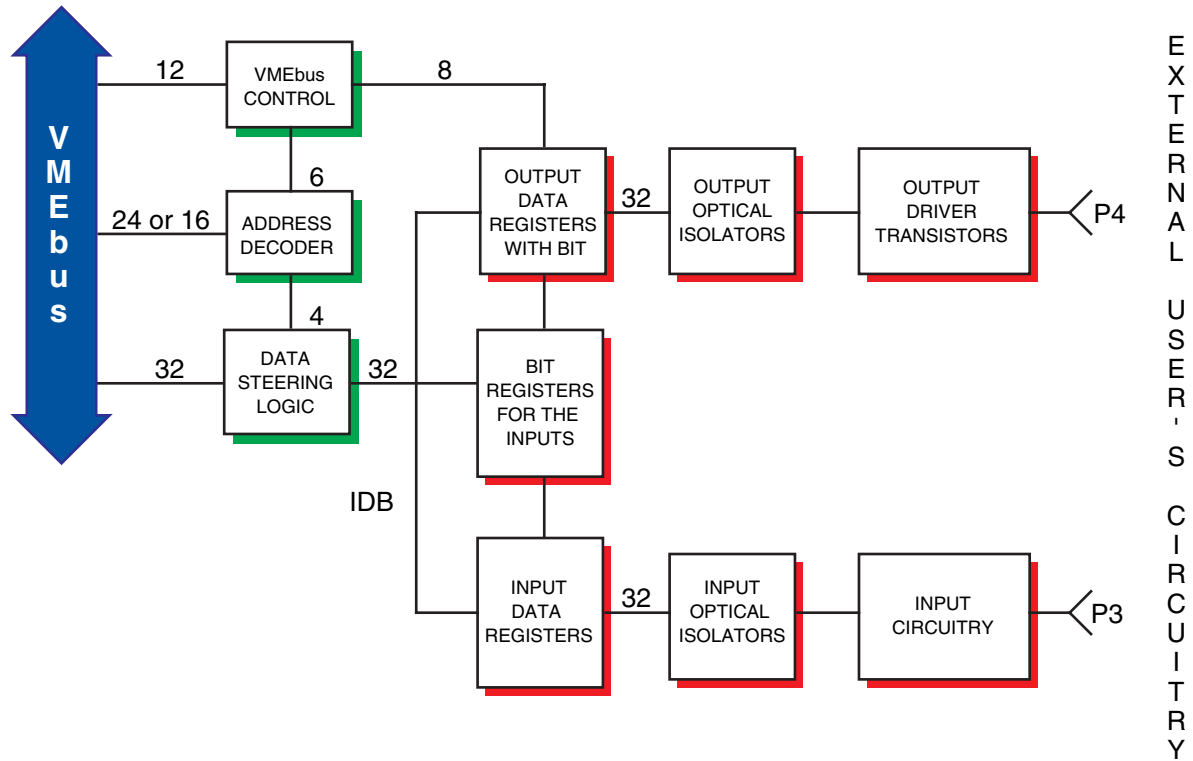 VMEbus
12
VMEbus
CONTROL
8
6
24 or 16
ADDRESS
DECODER
4
32
DATA
STEERING
LOGIC
32
IDB
OUTPUT
DATA
REGISTERS
WITH BIT
32
OUTPUT
OPTICAL
ISOLATORS
OUTPUT
DRIVER
TRANSISTORS
P4
BIT
REGISTERS
FOR THE
INPUTS
INPUT
DATA
REGISTERS
32
INPUT
OPTICAL
ISOLATORS
INPUT
CIRCUITRY
P3
EXTERNAL USER'S CIRCUITRY